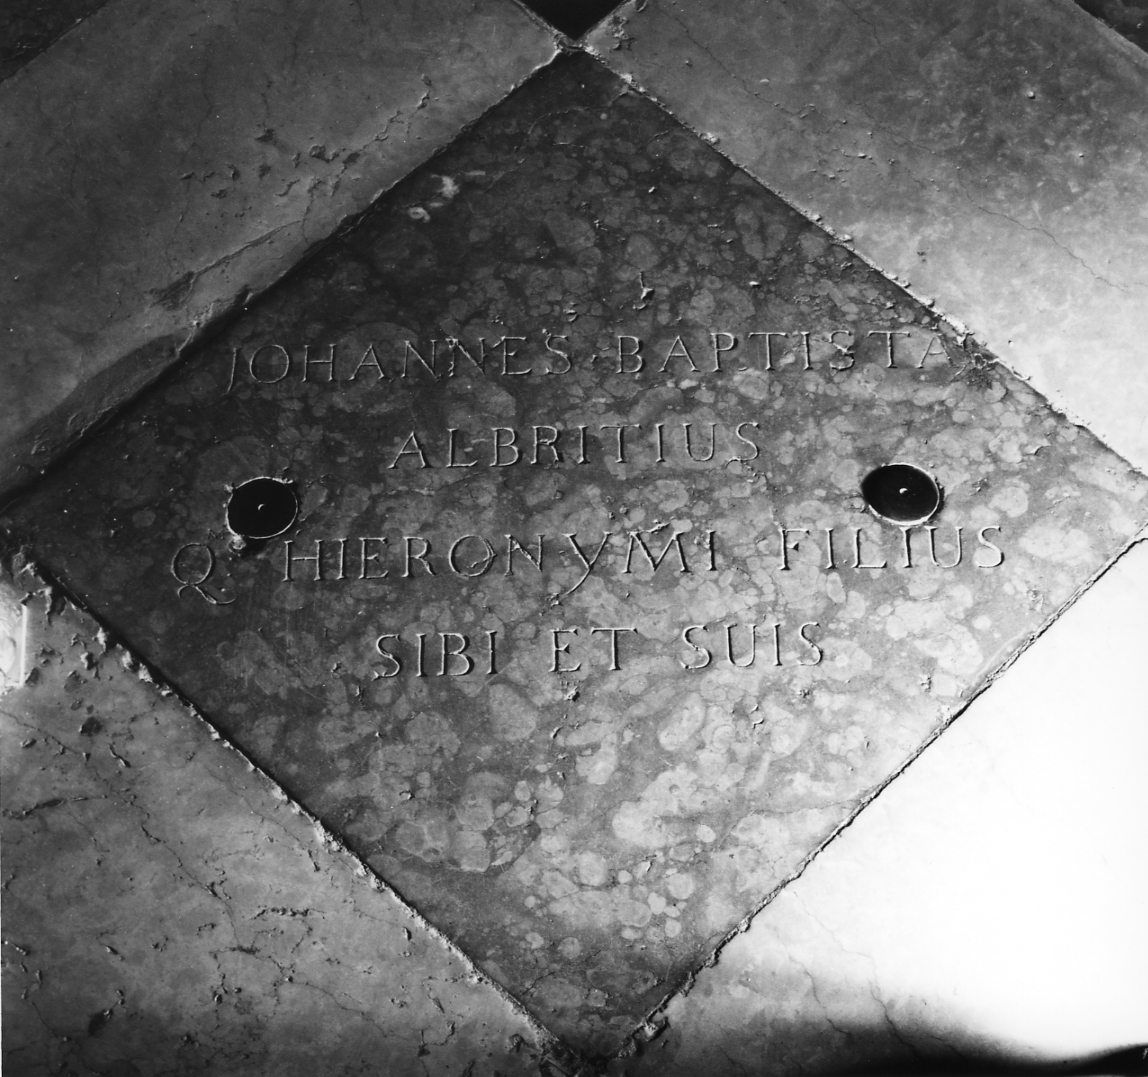 JOHANNES BAPTISTA
ALBRITIUS
Q: HIERONYMI FILIUS
SIBI ET SUIS